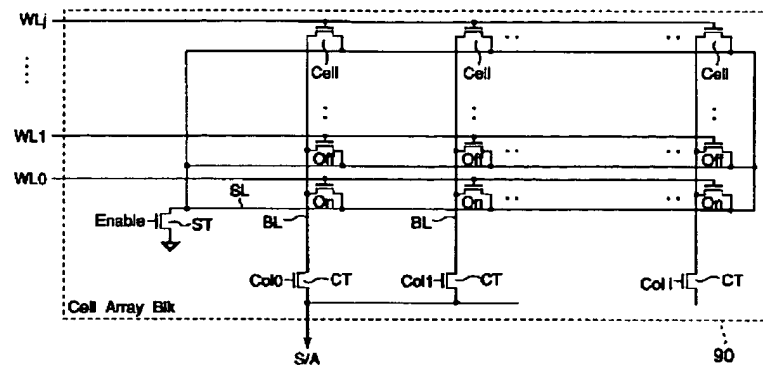 WLj
Cell Cell Cell
WL1
Off Off Off
WL0
SL On On On
Enable ST BL BL
Col0 CT Col1 CT Col i CT
Cell Array Blk
S/A 90